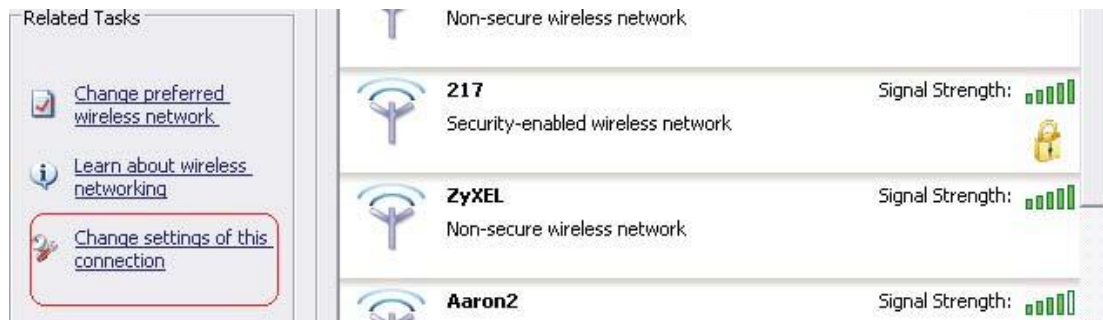 Related Tasks
Change preferred
wireless network
Learn about wireless
networking
Change settings of this
connection
Non-secure wireless network
217
Signal Strength:
Security-enabled wireless network
ZyXEL
Signal Strength:
Non-secure wireless network
Aaron2
Signal Strength: